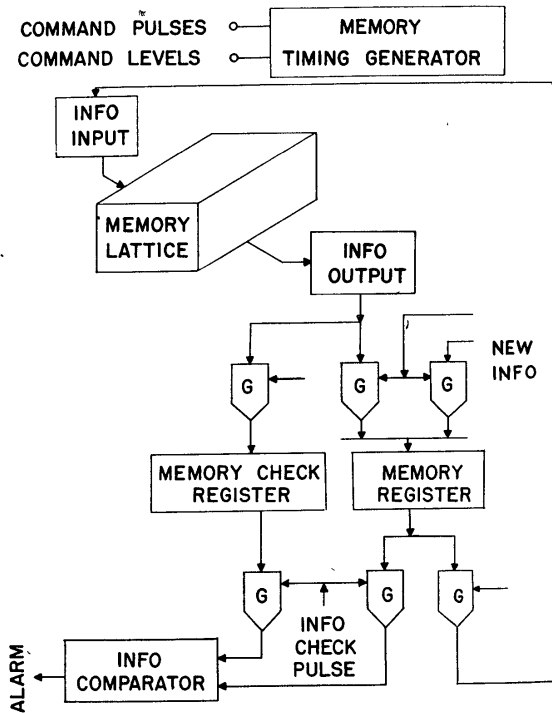 COMMAND PULSES
COMMAND LEVELS
MEMORY
TIMING GENERATOR
INFO
INPUT
MEMORY
LATTICE
INFO
OUTPUT
G
G
G
NEW
INFO
MEMORY CHECK
REGISTER
MEMORY
REGISTER
G
G
G
INFO
CHECK
PULSE
INFO
COMPARATOR
ALARM